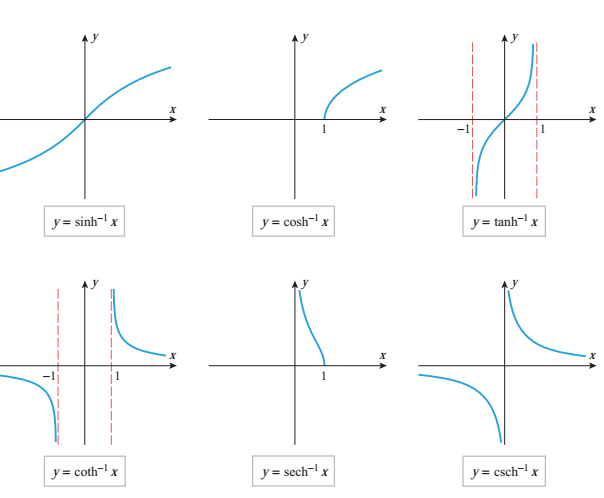 y
x
y = sinh⁻¹ x
y
x
1
y = cosh⁻¹ x
y
x
−1
1
y = tanh⁻¹ x
y
x
−1
1
y = coth⁻¹ x
y
x
1
y = sech⁻¹ x
y
x
y = csch⁻¹ x